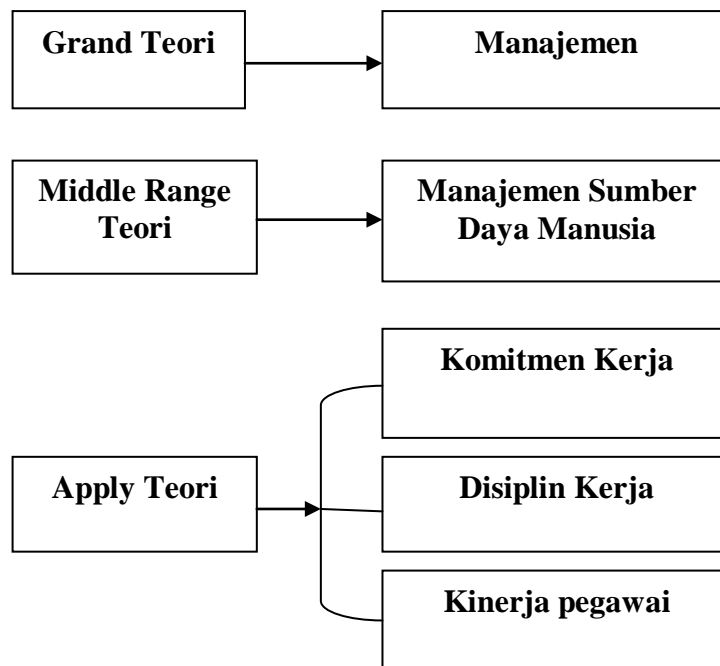 Grand Teori
Manajemen
Middle Range
Teori
Manajemen Sumber
Daya Manusia
Komitmen Kerja
Apply Teori
Disiplin Kerja
Kinerja pegawai